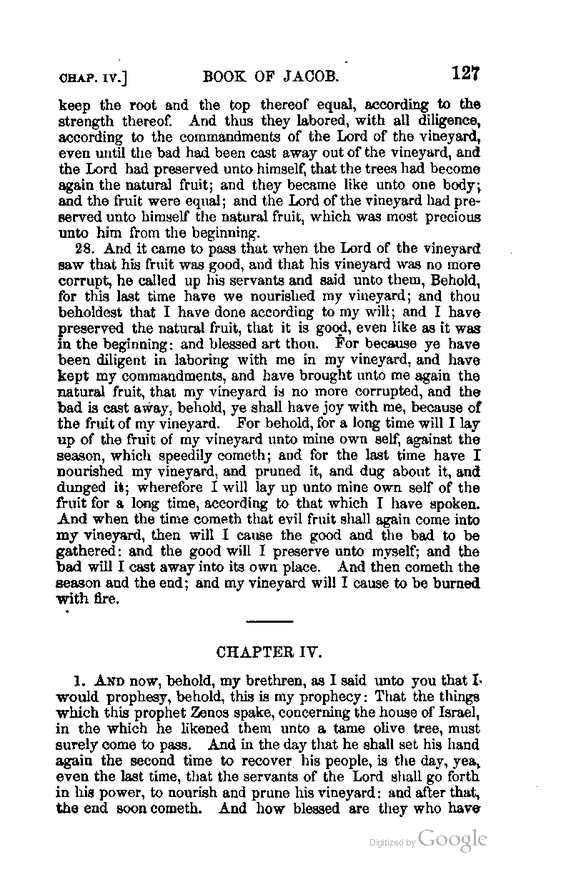 CHAP. IV.] BOOK OF JACOB. 127
keep the root and the top thereof equal, according to the
strength thereof. And thus they labored, with all diligence,
according to the commandments of the Lord of the vineyard,
even until the bad had been cast away out of the vineyard, and
the Lord had preserved unto himself, that the trees had become
again the natural fruit; and they became like unto one body;
and the fruit were equal; and the Lord of the vineyard had pre-
served unto himself the natural fruit, which was most precious
unto him from the beginning.
28. And it came to pass that when the Lord of the vineyard
saw that his fruit was good, and that his vineyard was no more
corrupt, he called up his servants and said unto them, Behold,
for this last time have we nourished my vineyard; and thou
beholdest that I have done according to my will; and I have
preserved the natural fruit, that it is good, even like as it was
in the beginning: and blessed art thou. For because ye have
been diligent in laboring with me in my vineyard, and have
kept my commandments, and have brought unto me again the
natural fruit, that my vineyard is no more corrupted, and the
bad is cast away, behold, ye shall have joy with me, because of
the fruit of my vineyard. For behold, for a long time will I lay
up of the fruit of my vineyard unto mine own self, against the
season, which speedily cometh; and for the last time have I
nourished my vineyard, and pruned it, and dug about it, and
dunged it; wherefore I will lay up unto mine own self of the
fruit for a long time, according to that which I have spoken.
And when the time cometh that evil fruit shall again come into
my vineyard, then will I cause the good and the bad to be
gathered: and the good will I preserve unto myself; and the
bad will I cast away into its own place. And then cometh the
season and the end; and my vineyard will I cause to be burned
with fire.
CHAPTER IV.
1. AND now, behold, my brethren, as I said unto you that I
would prophesy, behold, this is my prophecy: That the things
which this prophet Zenos spake, concerning the house of Israel,
in the which he likened them unto a tame olive tree, must
surely come to pass. And in the day that he shall set his hand
again the second time to recover his people, is the day, yea,
even the last time, that the servants of the Lord shall go forth
in his power, to nourish and prune his vineyard: and after that,
the end soon cometh. And how blessed are they who have
Digitized by Google